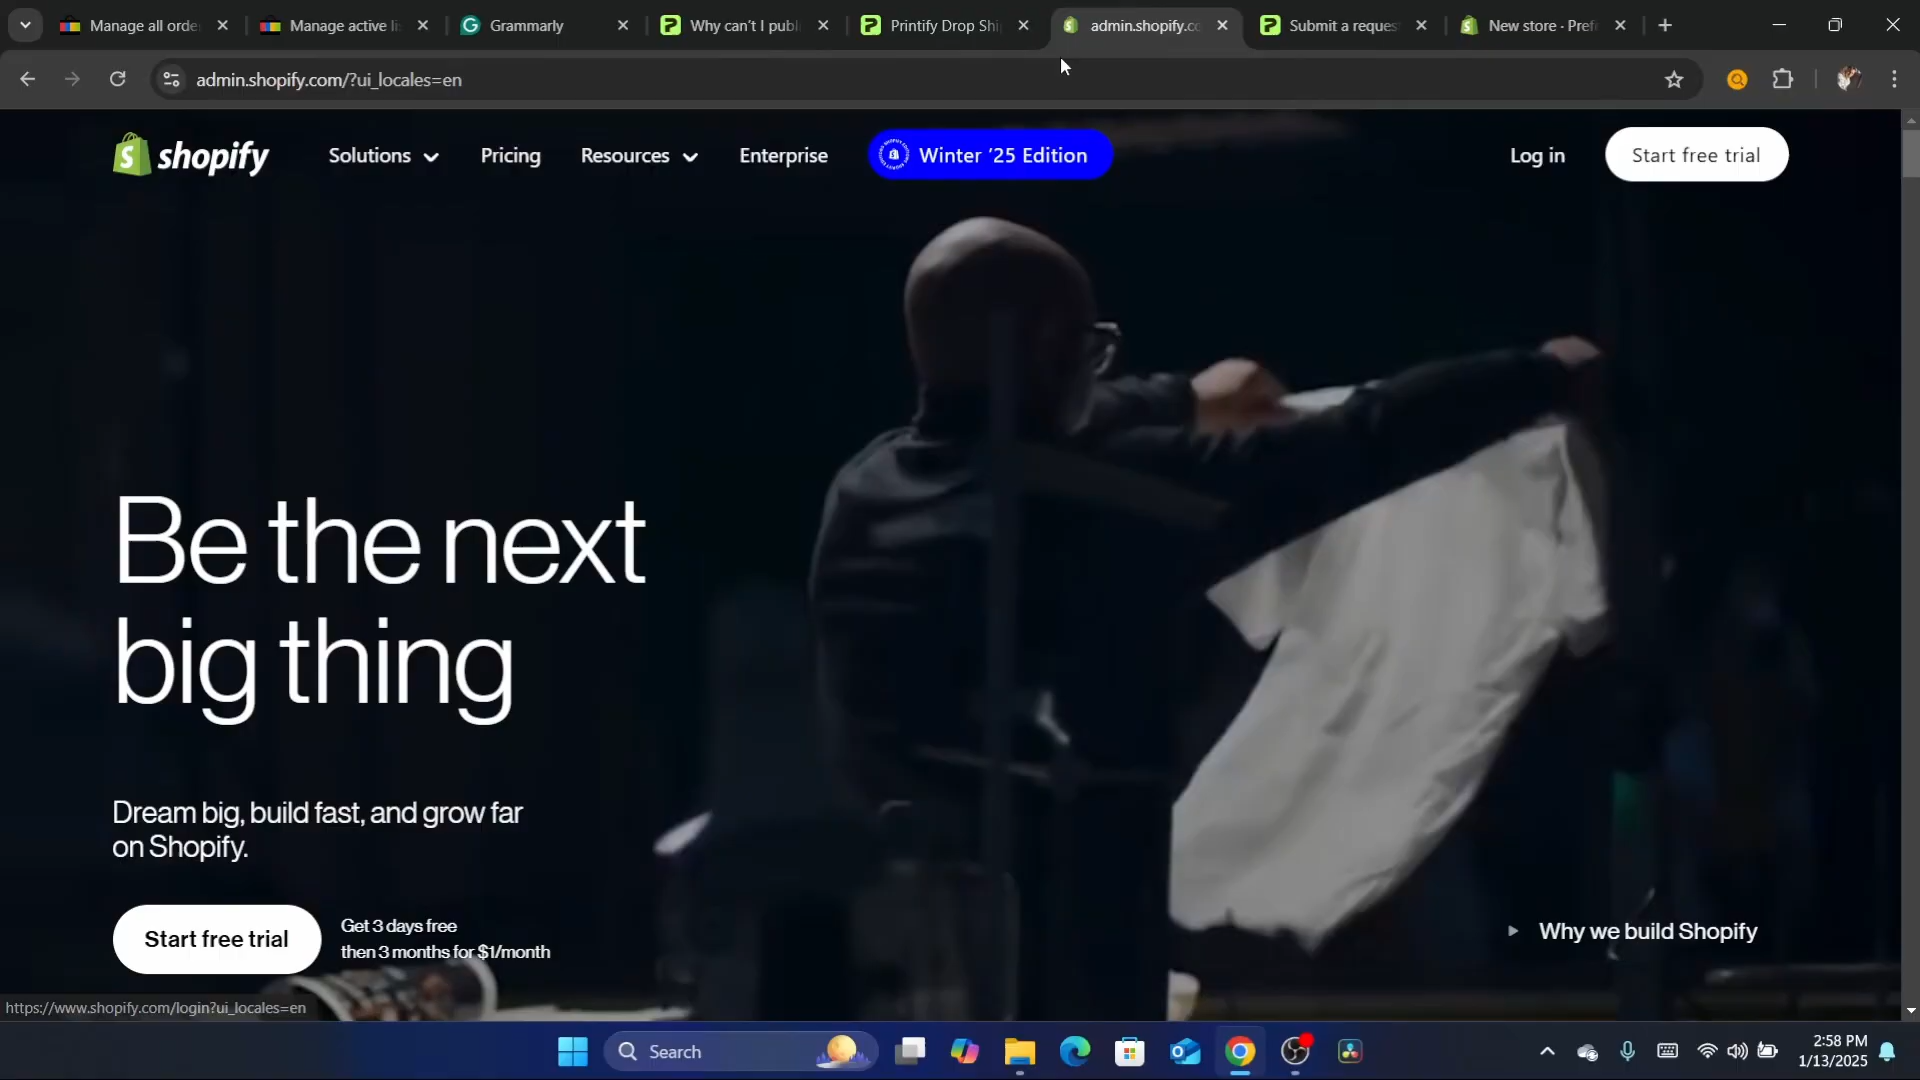 Manage all orde
Manage active li
Grammarly
Why can't I publ
Printify Drop Shi
admin.shopify.co
Submit a reques
New store · Pref
admin.shopify.com/?ui_locales=en
shopify
Solutions
Pricing
Resources
Enterprise
Winter '25 Edition
Log in
Start free trial
Be the next
big thing
Dream big, build fast, and grow far
on Shopify.
Start free trial
Get 3 days free
then 3 months for $1/month
Why we build Shopify
https://www.shopify.com/login?ui_locales=en
Search
2:58 PM
1/13/2025